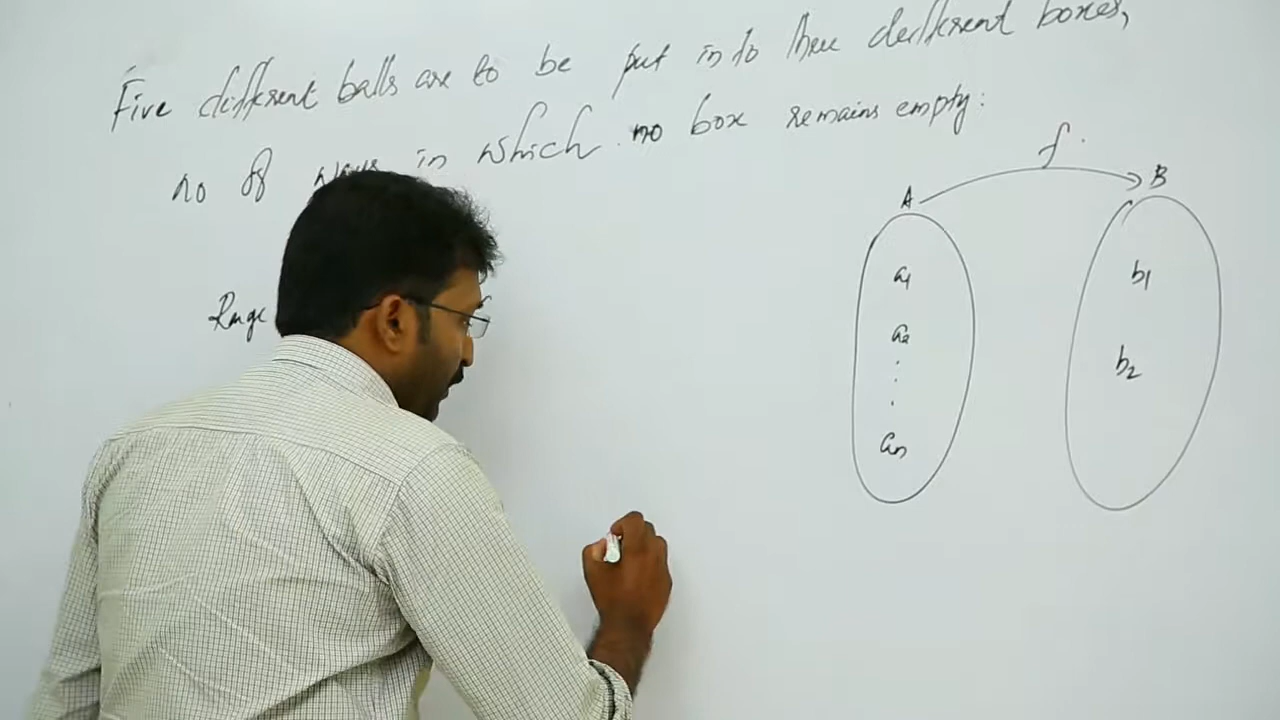 Five different balls are to be put into three different boxes,
no of ways in which no box remains empty:
f
A B
a1 b1
a2 b2
an
Range